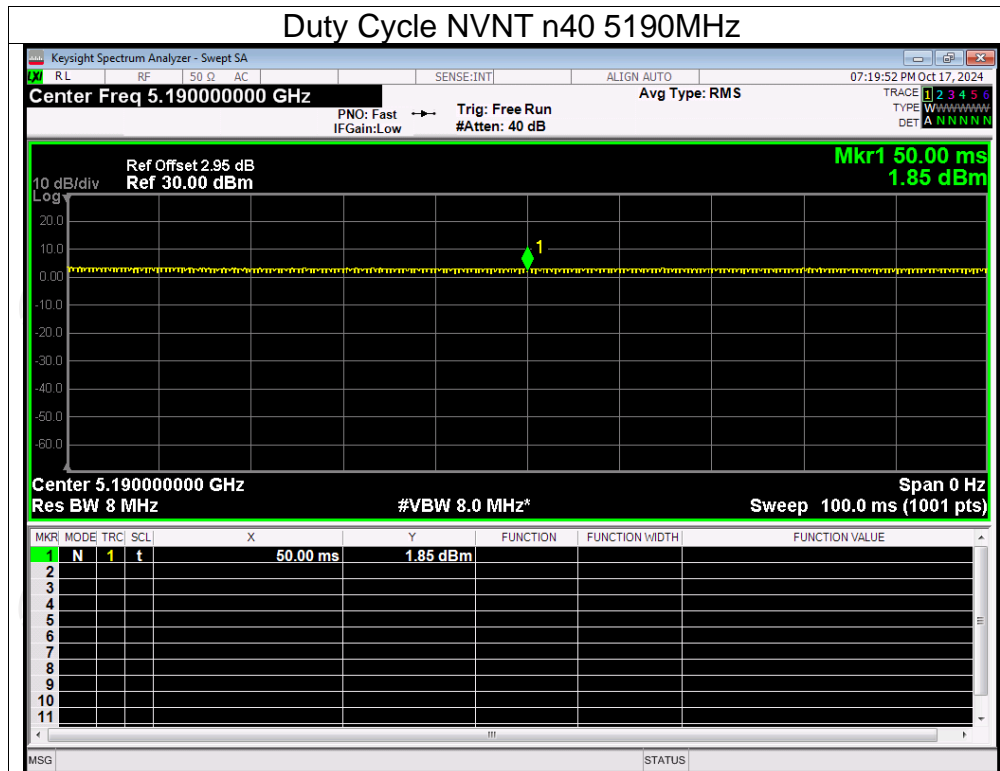 Duty Cycle NVNT n40 5190MHz
Keysight Spectrum Analyzer - Swept SA
LXI RL RF 50 Ω AC SENSE:INT ALIGN AUTO 07:19:52 PM Oct 17, 2024
Center Freq 5.190000000 GHz Avg Type: RMS TRACE 1 2 3 4 5 6
PNO: Fast Trig: Free Run TYPE WWWWWW
IFGain:Low #Atten: 40 dB DET A N N N N N
Mkr1 50.00 ms
1.85 dBm
Ref Offset 2.95 dB
10 dB/div Ref 30.00 dBm
Log
20.0
1
10.0
0.00
-10.0
-20.0
-30.0
-40.0
-50.0
-60.0
Center 5.190000000 GHz Span 0 Hz
Res BW 8 MHz #VBW 8.0 MHz* Sweep 100.0 ms (1001 pts)
MKR MODE TRC SCL X Y FUNCTION FUNCTION WIDTH FUNCTION VALUE
1 N 1 t 50.00 ms 1.85 dBm
2
3
4
5
6
7
8
9
10
11
MSG STATUS